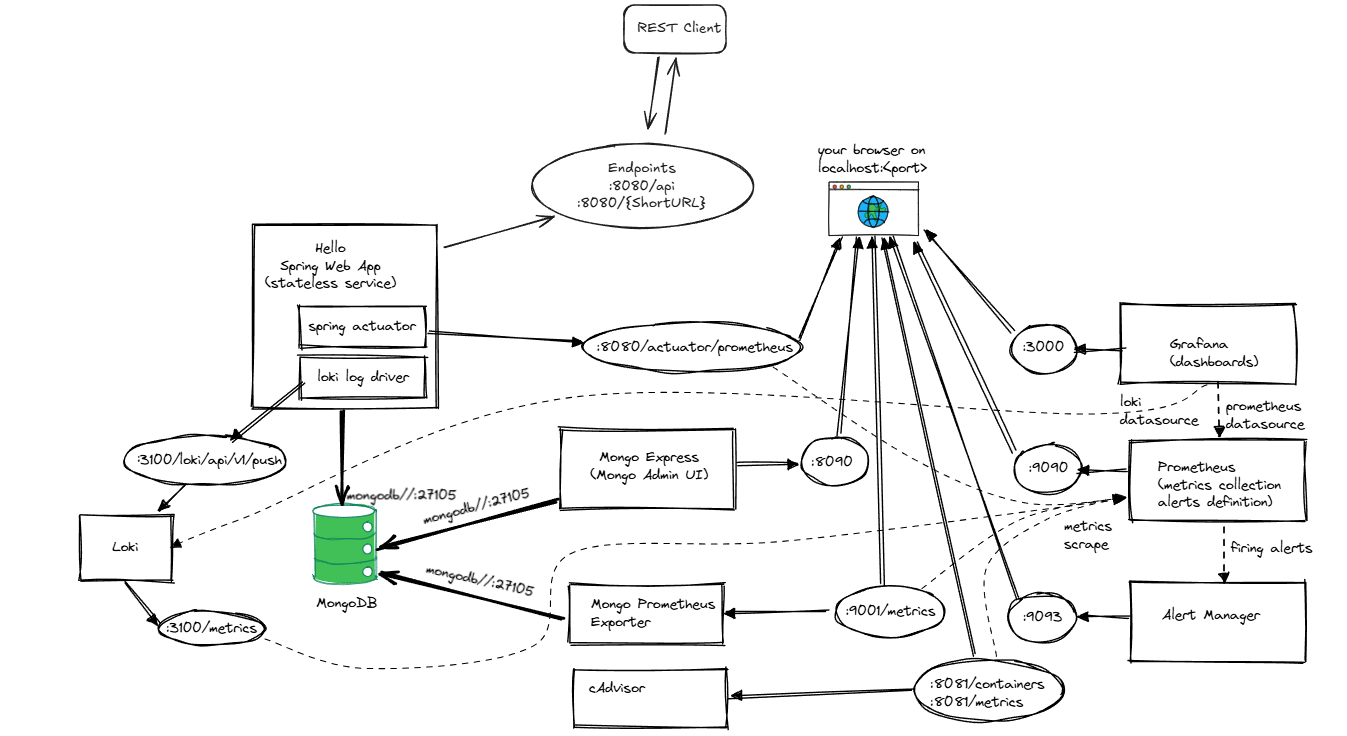 REST Client
Endpoints
:8080/api
:8080/{ShortURL}
your browser on
localhost:<port>
Hello
Spring Web App
(stateless service)
spring actuator
loki log driver
:8080/actuator/prometheus
:3000
Grafana
(dashboards)
loki
datasource
prometheus
datasource
:3100/loki/api/v1/push
Mongo Express
(Mongo Admin UI)
:8090
:9090
Prometheus
(metrics collection
alerts definition)
mongodb//:27105
mongodb//:27105
metrics
scrape
Loki
firing alerts
mongodb//:27105
MongoDB
:3100/metrics
Mongo Prometheus
Exporter
:9001/metrics
:9093
Alert Manager
cAdvisor
:8081/containers
:8081/metrics